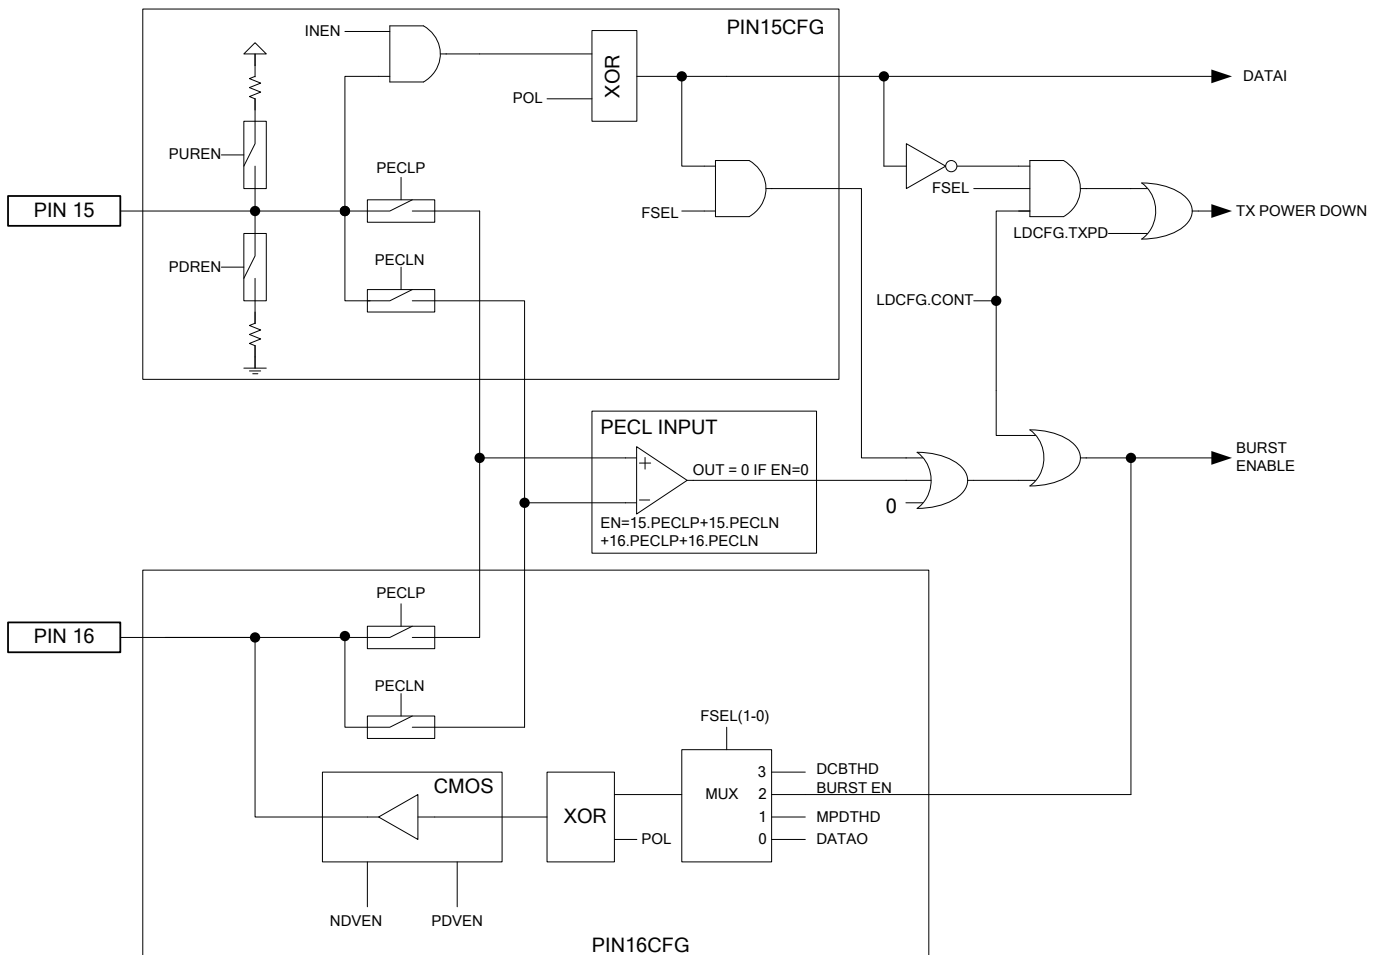 PIN15CFG
INEN
XOR
POL
DATAI
PUREN
PECLP
FSEL
FSEL
PIN 15
TX POWER DOWN
LDCFG.TXPD
PDREN
PECLN
LDCFG.CONT
PECL INPUT
+
OUT = 0 IF EN=0
−
0
EN=15.PECLP+15.PECLN
+16.PECLP+16.PECLN
BURST
ENABLE
PECLP
PIN 16
PECLN
FSEL(1-0)
CMOS
XOR
POL
MUX
3 DCBTHD
2 BURST EN
1 MPDTHD
0 DATAO
NDVEN
PDVEN
PIN16CFG